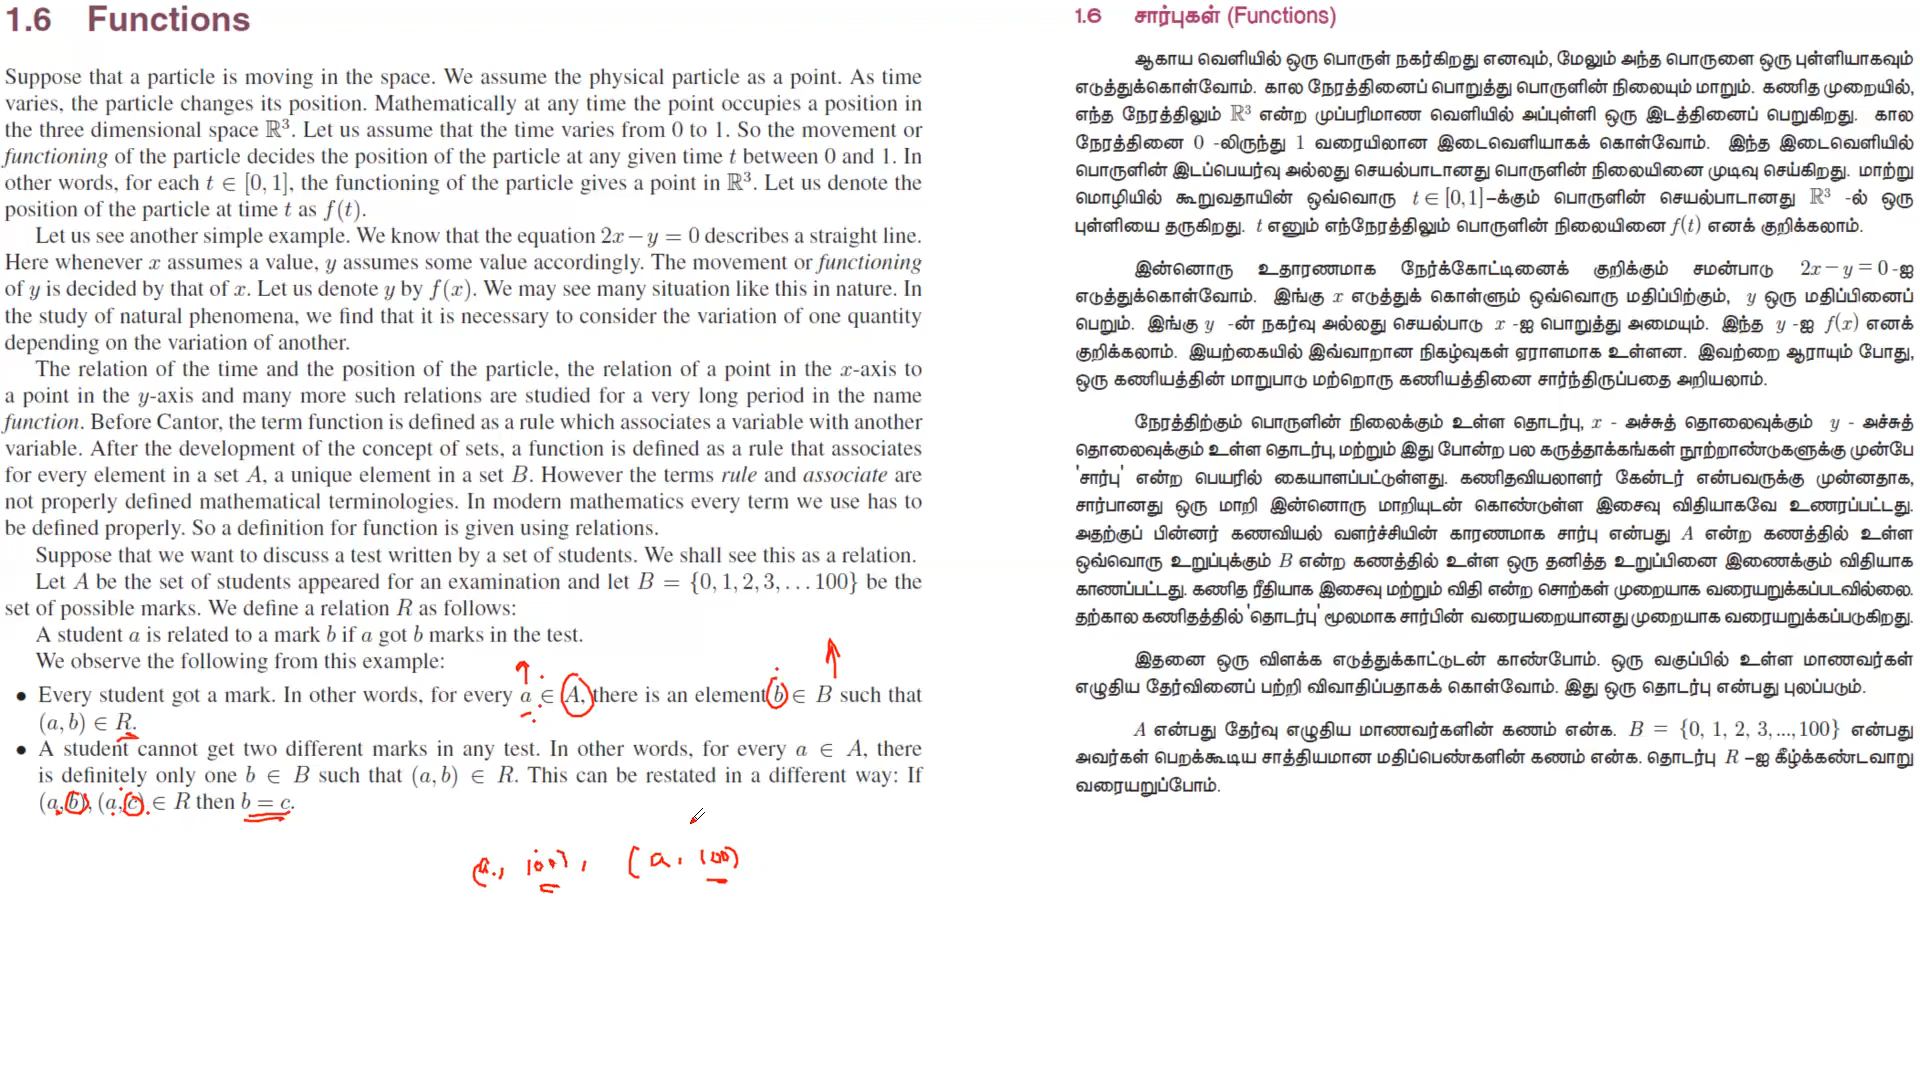 1.6 Functions
Suppose that a particle is moving in the space. We assume the physical particle as a point. As time
varies, the particle changes its position. Mathematically at any time the point occupies a position in
the three dimensional space ℝ³. Let us assume that the time varies from 0 to 1. So the movement or
functioning of the particle decides the position of the particle at any given time t between 0 and 1. In
other words, for each t ∈ [0, 1], the functioning of the particle gives a point in ℝ³. Let us denote the
position of the particle at time t as f(t).
Let us see another simple example. We know that the equation 2x − y = 0 describes a straight line.
Here whenever x assumes a value, y assumes some value accordingly. The movement or functioning
of y is decided by that of x. Let us denote y by f(x). We may see many situation like this in nature. In
the study of natural phenomena, we find that it is necessary to consider the variation of one quantity
depending on the variation of another.
The relation of the time and the position of the particle, the relation of a point in the x-axis to
a point in the y-axis and many more such relations are studied for a very long period in the name
function. Before Cantor, the term function is defined as a rule which associates a variable with another
variable. After the development of the concept of sets, a function is defined as a rule that associates
for every element in a set A, a unique element in a set B. However the terms rule and associate are
not properly defined mathematical terminologies. In modern mathematics every term we use has to
be defined properly. So a definition for function is given using relations.
Suppose that we want to discuss a test written by a set of students. We shall see this as a relation.
Let A be the set of students appeared for an examination and let B = {0, 1, 2, 3, . . . 100} be the
set of possible marks. We define a relation R as follows:
A student a is related to a mark b if a got b marks in the test.
We observe the following from this example:
• Every student got a mark. In other words, for every a ∈ A, there is an element b ∈ B such that
(a, b) ∈ R.
• A student cannot get two different marks in any test. In other words, for every a ∈ A, there
is definitely only one b ∈ B such that (a, b) ∈ R. This can be restated in a different way: If
(a, b), (a, c) ∈ R then b = c.
(a, 100), (a, 100)
1.6 சார்புகள் (Functions)
ஆகாய வெளியில் ஒரு பொருள் நகர்கிறது எனவும், மேலும் அந்த பொருளை ஒரு புள்ளியாகவும்
எடுத்துக்கொள்வோம். கால நேரத்தினைப் பொறுத்து பொருளின் நிலையும் மாறும். கணித முறையில்,
எந்த நேரத்திலும் ℝ³ என்ற முப்பரிமாண வெளியில் அப்புள்ளி ஒரு இடத்தினைப் பெறுகிறது. கால
நேரத்தினை 0 -லிருந்து 1 வரையிலான இடைவெளியாகக் கொள்வோம். இந்த இடைவெளியில்
பொருளின் இடப்பெயர்வு அல்லது செயல்பாடானது பொருளின் நிலையினை முடிவு செய்கிறது. மாற்று
மொழியில் கூறுவதாயின் ஒவ்வொரு t ∈ [0, 1]–க்கும் பொருளின் செயல்பாடானது ℝ³ -ல் ஒரு
புள்ளியை தருகிறது. t எனும் எந்நேரத்திலும் பொருளின் நிலையினை f(t) எனக் குறிக்கலாம்.
இன்னொரு உதாரணமாக நேர்க்கோட்டினைக் குறிக்கும் சமன்பாடு 2x − y = 0 -ஐ
எடுத்துக்கொள்வோம். இங்கு x எடுத்துக் கொள்ளும் ஒவ்வொரு மதிப்பிற்கும், y ஒரு மதிப்பினைப்
பெறும். இங்கு y -ன் நகர்வு அல்லது செயல்பாடு x -ஐ பொறுத்து அமையும். இந்த y -ஐ f(x) எனக்
குறிக்கலாம். இயற்கையில் இவ்வாறான நிகழ்வுகள் ஏராளமாக உள்ளன. இவற்றை ஆராயும் போது,
ஒரு கணியத்தின் மாறுபாடு மற்றொரு கணியத்தினை சார்ந்திருப்பதை அறியலாம்.
நேரத்திற்கும் பொருளின் நிலைக்கும் உள்ள தொடர்பு, x - அச்சுத் தொலைவுக்கும் y - அச்சுத்
தொலைவுக்கும் உள்ள தொடர்பு, மற்றும் இது போன்ற பல கருத்தாக்கங்கள் நூற்றாண்டுகளுக்கு முன்பே
'சார்பு' என்ற பெயரில் கையாளப்பட்டுள்ளது. கணிதவியலாளர் கேன்டர் என்பவருக்கு முன்னதாக,
சார்பானது ஒரு மாறி இன்னொரு மாறியுடன் கொண்டுள்ள இசைவு விதியாகவே உணரப்பட்டது.
அதற்குப் பின்னர் கணவியல் வளர்ச்சியின் காரணமாக சார்பு என்பது A என்ற கணத்தில் உள்ள
ஒவ்வொரு உறுப்புக்கும் B என்ற கணத்தில் உள்ள ஒரு தனித்த உறுப்பினை இணைக்கும் விதியாக
காணப்பட்டது. கணித ரீதியாக இசைவு மற்றும் விதி என்ற சொற்கள் முறையாக வரையறுக்கப்படவில்லை.
தற்கால கணிதத்தில் 'தொடர்பு' மூலமாக சார்பின் வரையறையானது முறையாக வரையறுக்கப்படுகிறது.
இதனை ஒரு விளக்க எடுத்துக்காட்டுடன் காண்போம். ஒரு வகுப்பில் உள்ள மாணவர்கள்
எழுதிய தேர்வினைப் பற்றி விவாதிப்பதாகக் கொள்வோம். இது ஒரு தொடர்பு என்பது புலப்படும்.
A என்பது தேர்வு எழுதிய மாணவர்களின் கணம் என்க. B = {0, 1, 2, 3, ..., 100} என்பது
அவர்கள் பெறக்கூடிய சாத்தியமான மதிப்பெண்களின் கணம் என்க. தொடர்பு R –ஐ கீழ்க்கண்டவாறு
வரையறுப்போம்.